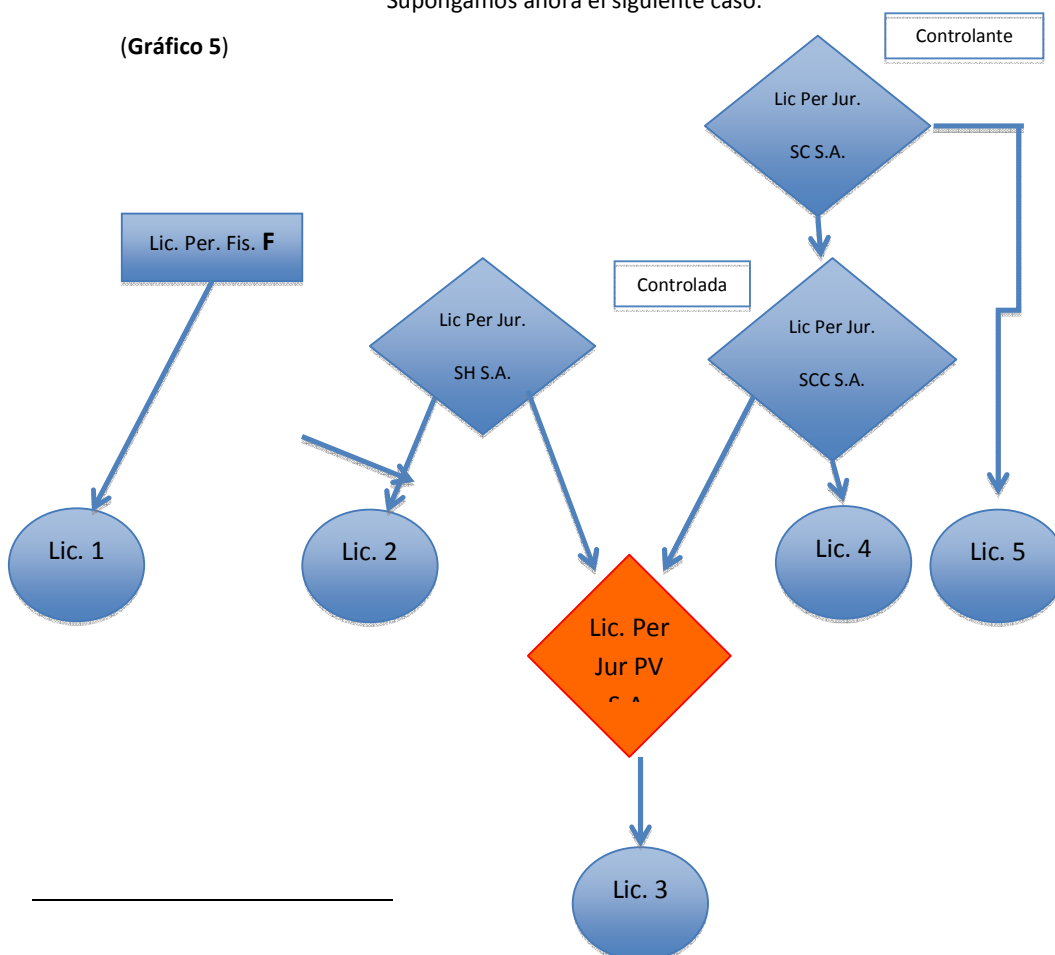 Supongamos ahora el siguiente caso:
(Gráfico 5)
Controlante
Lic Per Jur.
SC S.A.
Lic. Per. Fis. F
Controlada
Lic Per Jur.
SH S.A.
Lic Per Jur.
SCC S.A.
Lic. 1
Lic. 2
Lic. 4
Lic. 5
Lic. Per
Jur PV
S.A.
Lic. 3